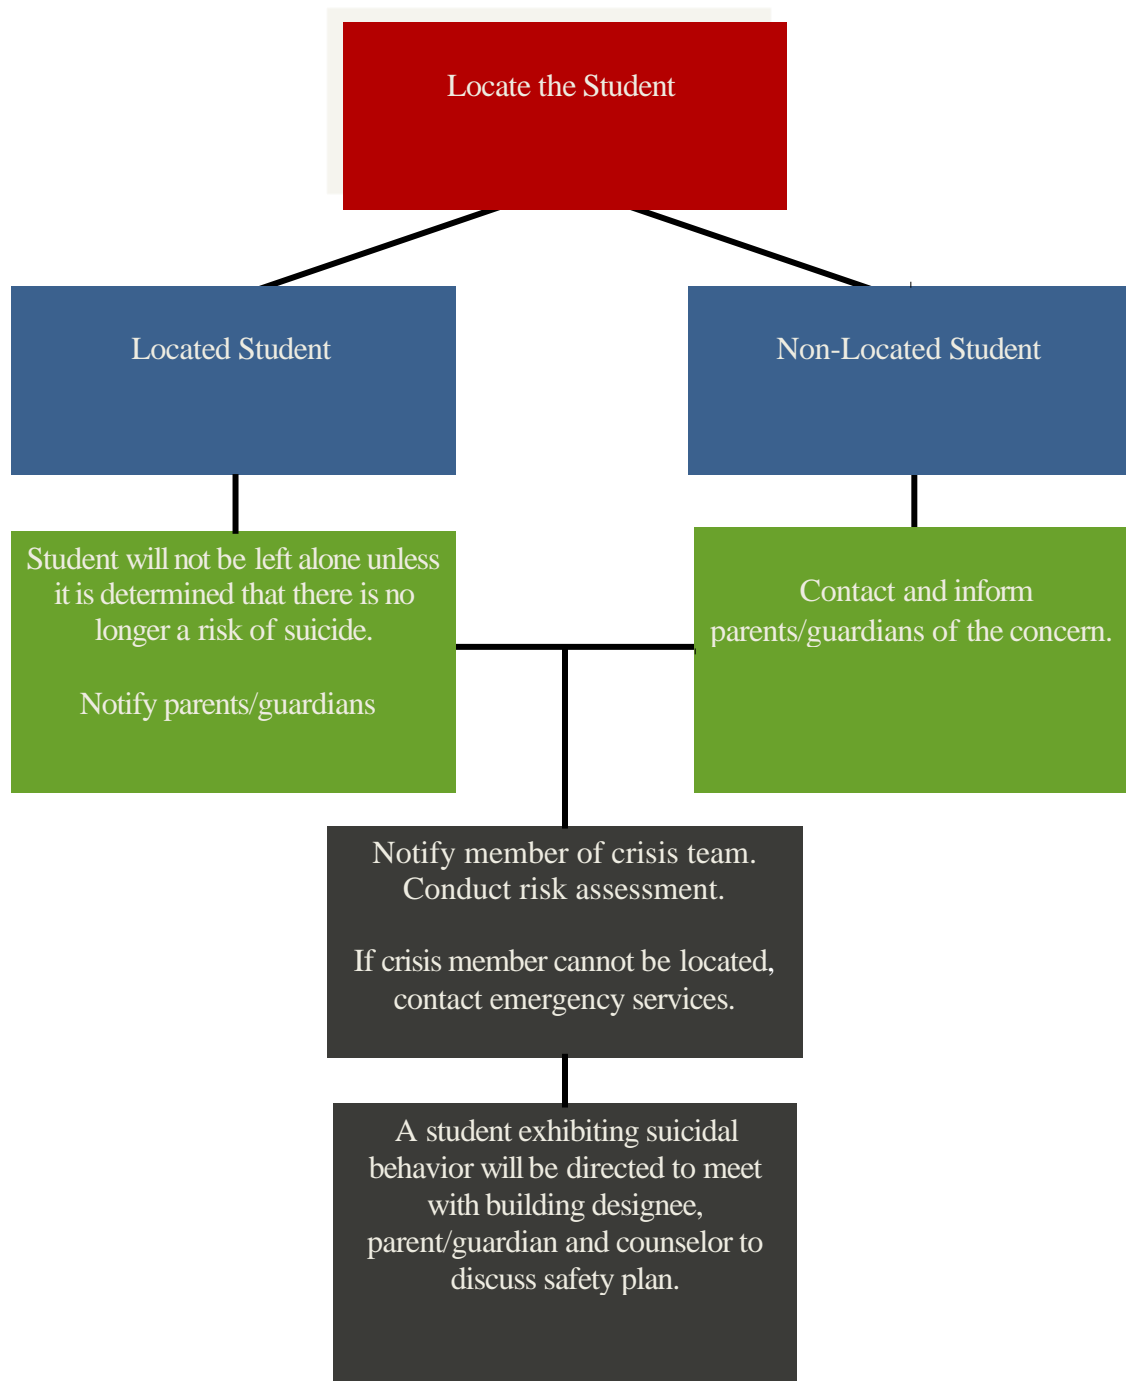 Locate the Student
Located Student
Non-Located Student
Student will not be left alone unless
it is determined that there is no
longer a risk of suicide.
Notify parents/guardians
Contact and inform
parents/guardians of the concern.
Notify member of crisis team.
Conduct risk assessment.
If crisis member cannot be located,
contact emergency services.
A student exhibiting suicidal
behavior will be directed to meet
with building designee,
parent/guardian and counselor to
discuss safety plan.